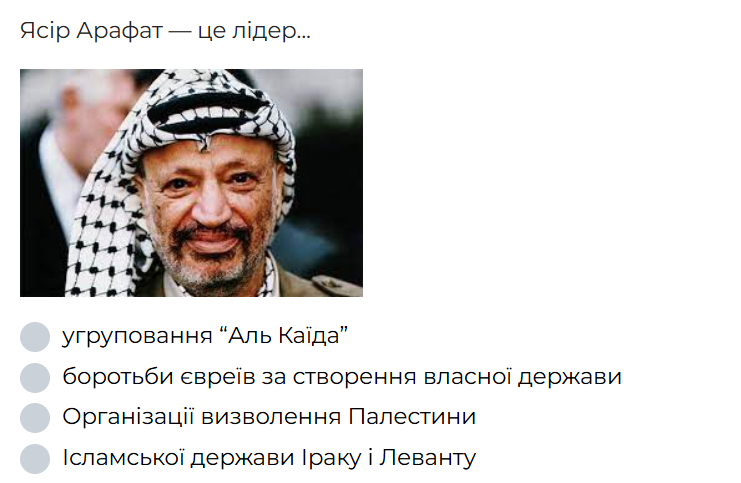 Ясір Арафат — це лідер...
угруповання “Аль Каїда”
боротьби євреїв за створення власної держави
Організації визволення Палестини
Ісламської держави Іраку і Леванту